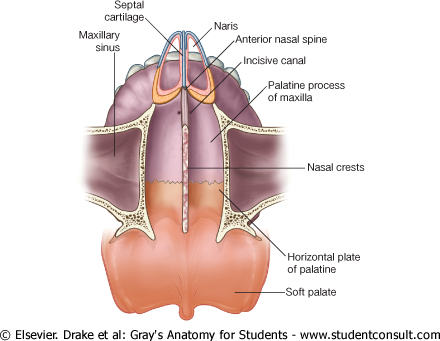 Septal
cartilage
Naris
Maxillary
sinus
Anterior nasal spine
Incisive canal
Palatine process
of maxilla
Nasal crests
Horizontal plate
of palatine
Soft palate
© Elsevier. Drake et al: Gray's Anatomy for Students - www.studentconsult.com